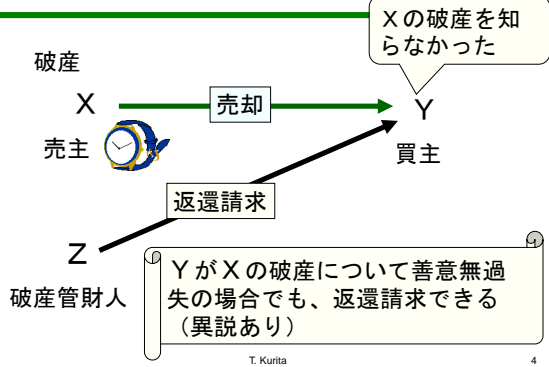 Xの破産を知
らなかった
破産
X
売却
Y
売主
買主
返還請求
Z
破産管財人
YがXの破産について善意無過
失の場合でも、返還請求できる
（異説あり）
T. Kurita
4